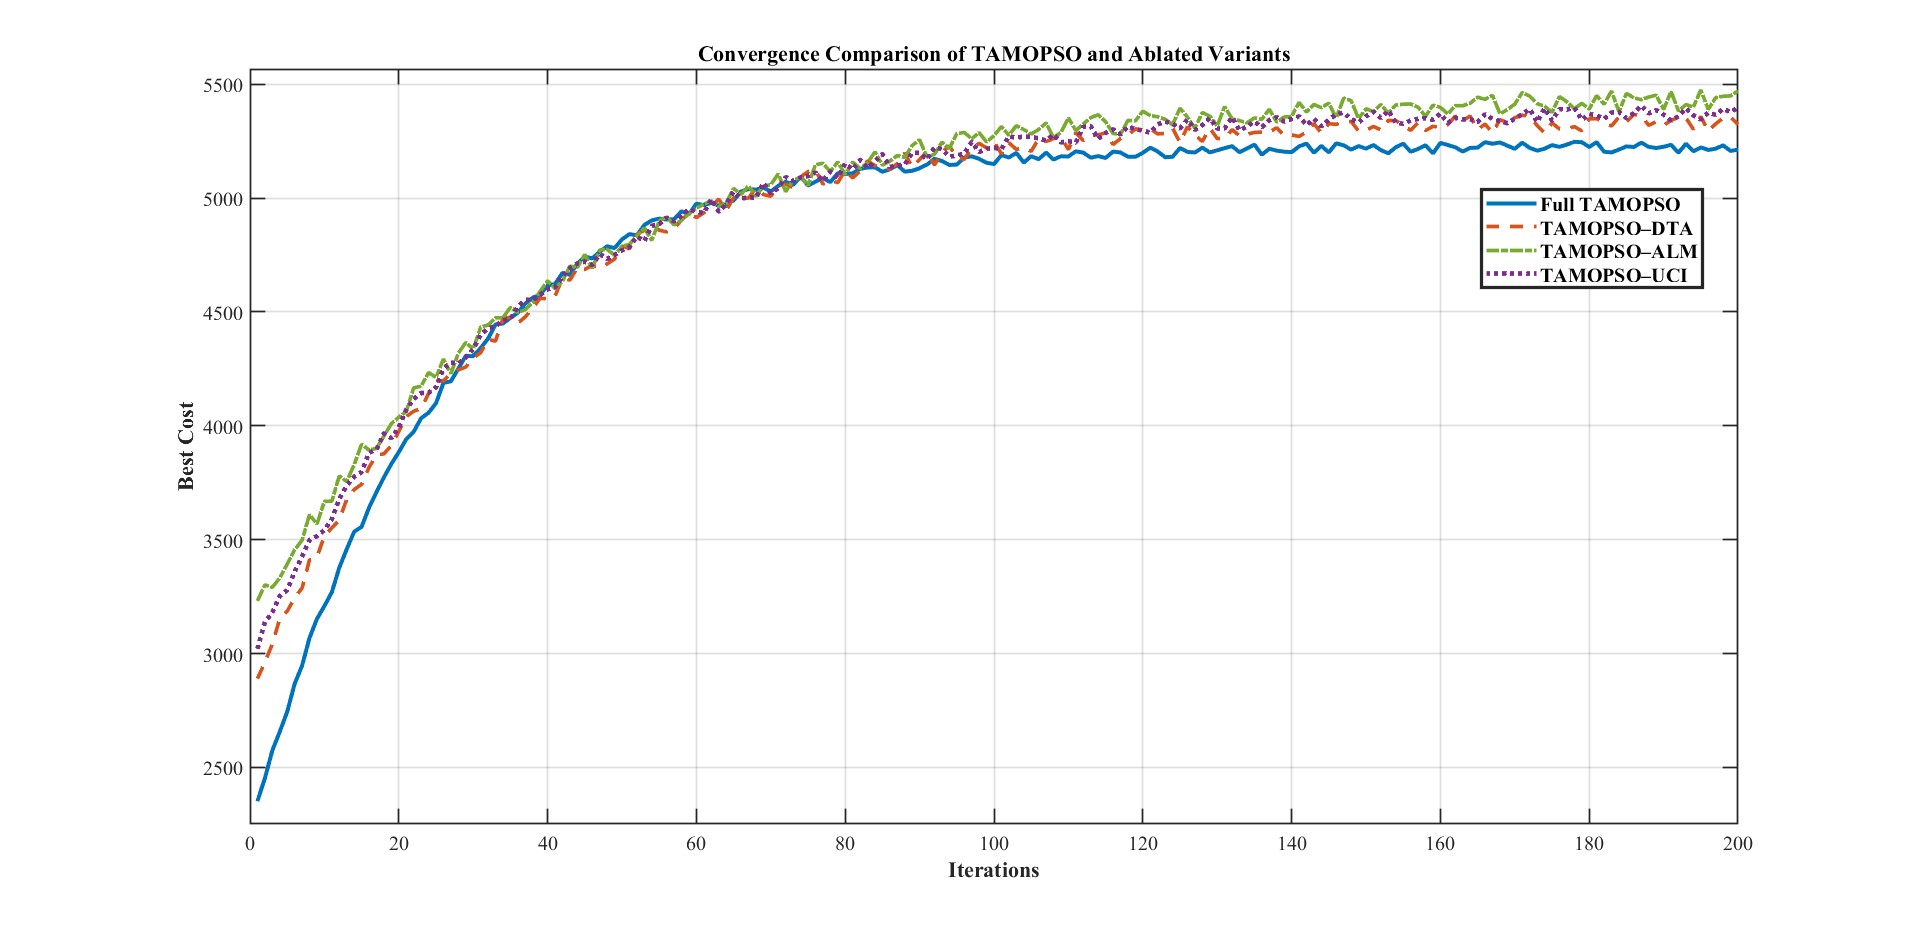 Convergence Comparison of TAMOPSO and Ablated Variants
5500
5000
4500
4000
3500
3000
2500
Best Cost
Full TAMOPSO
TAMOPSO–DTA
TAMOPSO–ALM
TAMOPSO–UCI
0 20 40 60 80 100 120 140 160 180 200
Iterations